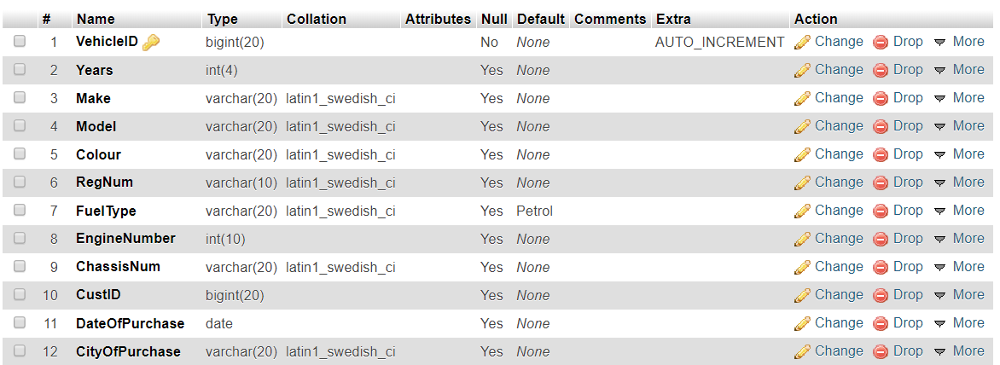 # Name Type Collation Attributes Null Default Comments Extra Action
1 VehicleID bigint(20) No None AUTO_INCREMENT Change Drop More
2 Years int(4) Yes None Change Drop More
3 Make varchar(20) latin1_swedish_ci Yes None Change Drop More
4 Model varchar(20) latin1_swedish_ci Yes None Change Drop More
5 Colour varchar(20) latin1_swedish_ci Yes None Change Drop More
6 RegNum varchar(10) latin1_swedish_ci Yes None Change Drop More
7 FuelType varchar(20) latin1_swedish_ci Yes Petrol Change Drop More
8 EngineNumber int(10) Yes None Change Drop More
9 ChassisNum varchar(20) latin1_swedish_ci Yes None Change Drop More
10 CustID bigint(20) Yes None Change Drop More
11 DateOfPurchase date Yes None Change Drop More
12 CityOfPurchase varchar(20) latin1_swedish_ci Yes None Change Drop More